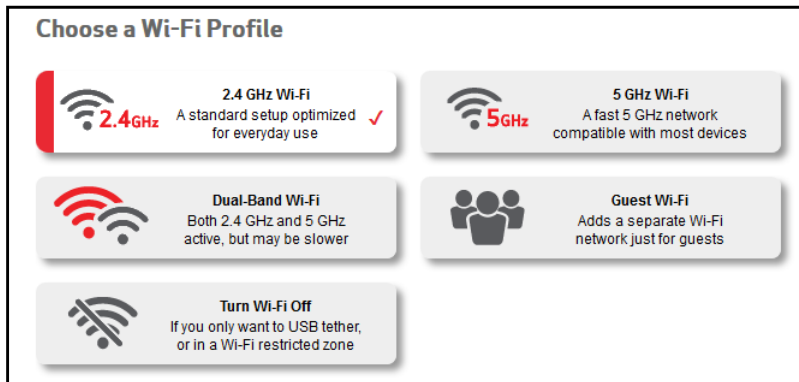 Choose a Wi-Fi Profile
2.4GHz
2.4 GHz Wi-Fi
A standard setup optimized
for everyday use
5GHz
5 GHz Wi-Fi
A fast 5 GHz network
compatible with most devices
Dual-Band Wi-Fi
Both 2.4 GHz and 5 GHz
active, but may be slower
Guest Wi-Fi
Adds a separate Wi-Fi
network just for guests
Turn Wi-Fi Off
If you only want to USB tether,
or in a Wi-Fi restricted zone